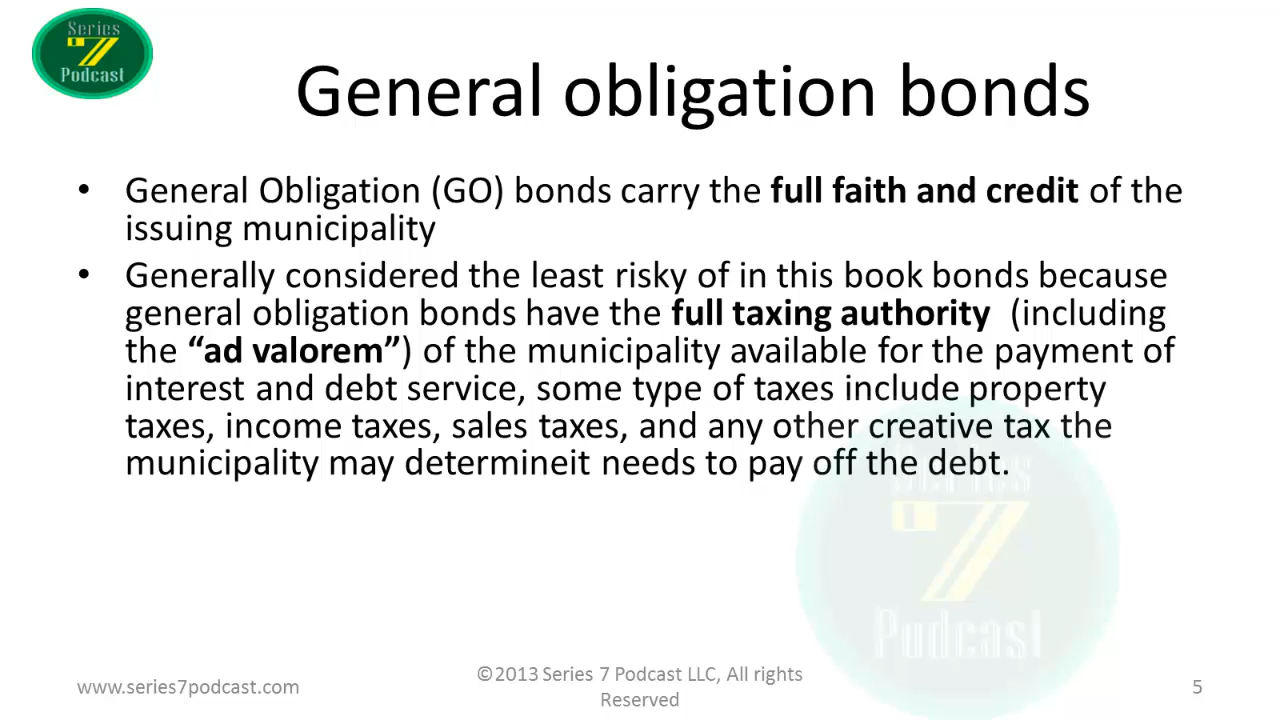 Series
7
Podcast
General obligation bonds
• General Obligation (GO) bonds carry the full faith and credit of the
issuing municipality
• Generally considered the least risky of in this book bonds because
general obligation bonds have the full taxing authority (including
the “ad valorem”) of the municipality available for the payment of
interest and debt service, some type of taxes include property
taxes, income taxes, sales taxes, and any other creative tax the
municipality may determineit needs to pay off the debt.
Series
7
Podcast
www.series7podcast.com
©2013 Series 7 Podcast LLC, All rights
Reserved
5